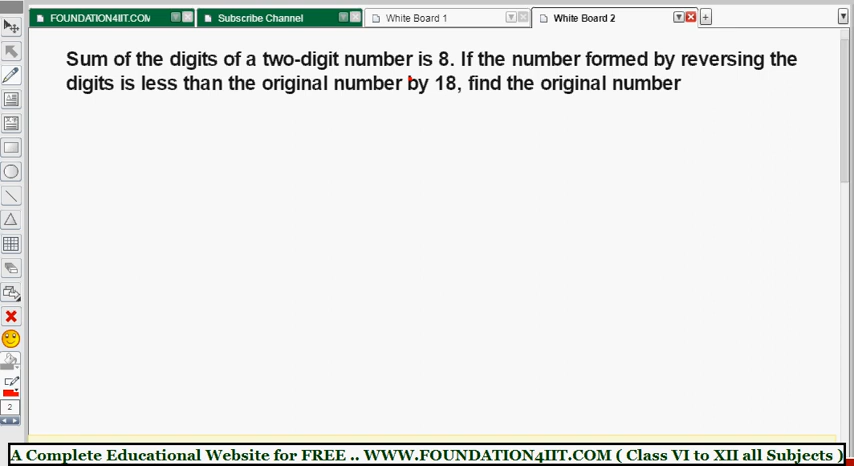 FOUNDATION4IIT.COM
Subscribe Channel
White Board 1
White Board 2
Sum of the digits of a two-digit number is 8. If the number formed by reversing the
digits is less than the original number by 18, find the original number
2
A Complete Educational Website for FREE .. WWW.FOUNDATION4IIT.COM ( Class VI to XII all Subjects )